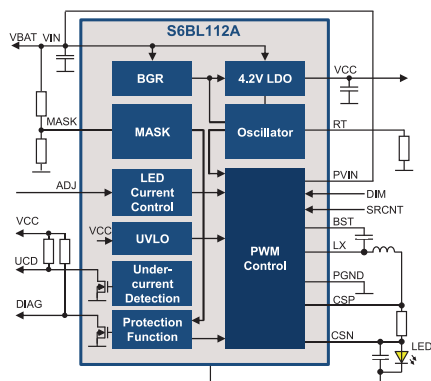 S6BL112A
VBAT
VIN
BGR
4.2V LDO
VCC
MASK
MASK
Oscillator
RT
PVIN
ADJ
LED
Current
Control
DIM
SRCNT
VCC
VCC
UVLO
PWM
Control
BST
LX
UCD
Under-
current
Detection
PGND
CSP
DIAG
Protection
Function
CSN
LED